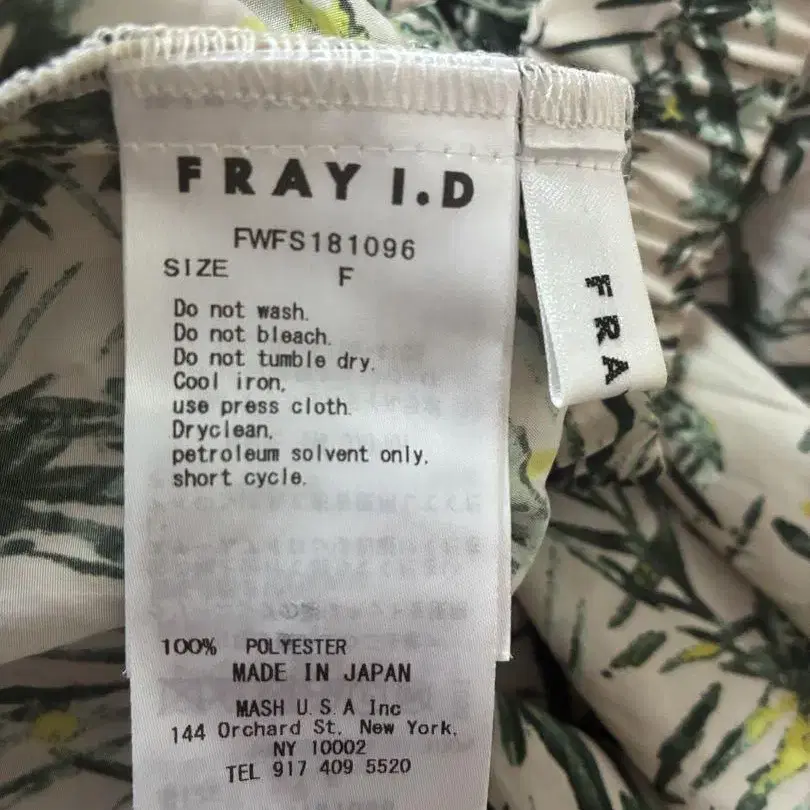 FRAY I.D
FWFS181096
SIZE F
Do not wash.
Do not bleach.
Do not tumble dry.
Cool iron,
use press cloth.
Dryclean,
petroleum solvent only,
short cycle.
100% POLYESTER
MADE IN JAPAN
MASH U.S.A Inc
144 Orchard St, New York,
NY 10002
TEL 917 409 5520
FRA